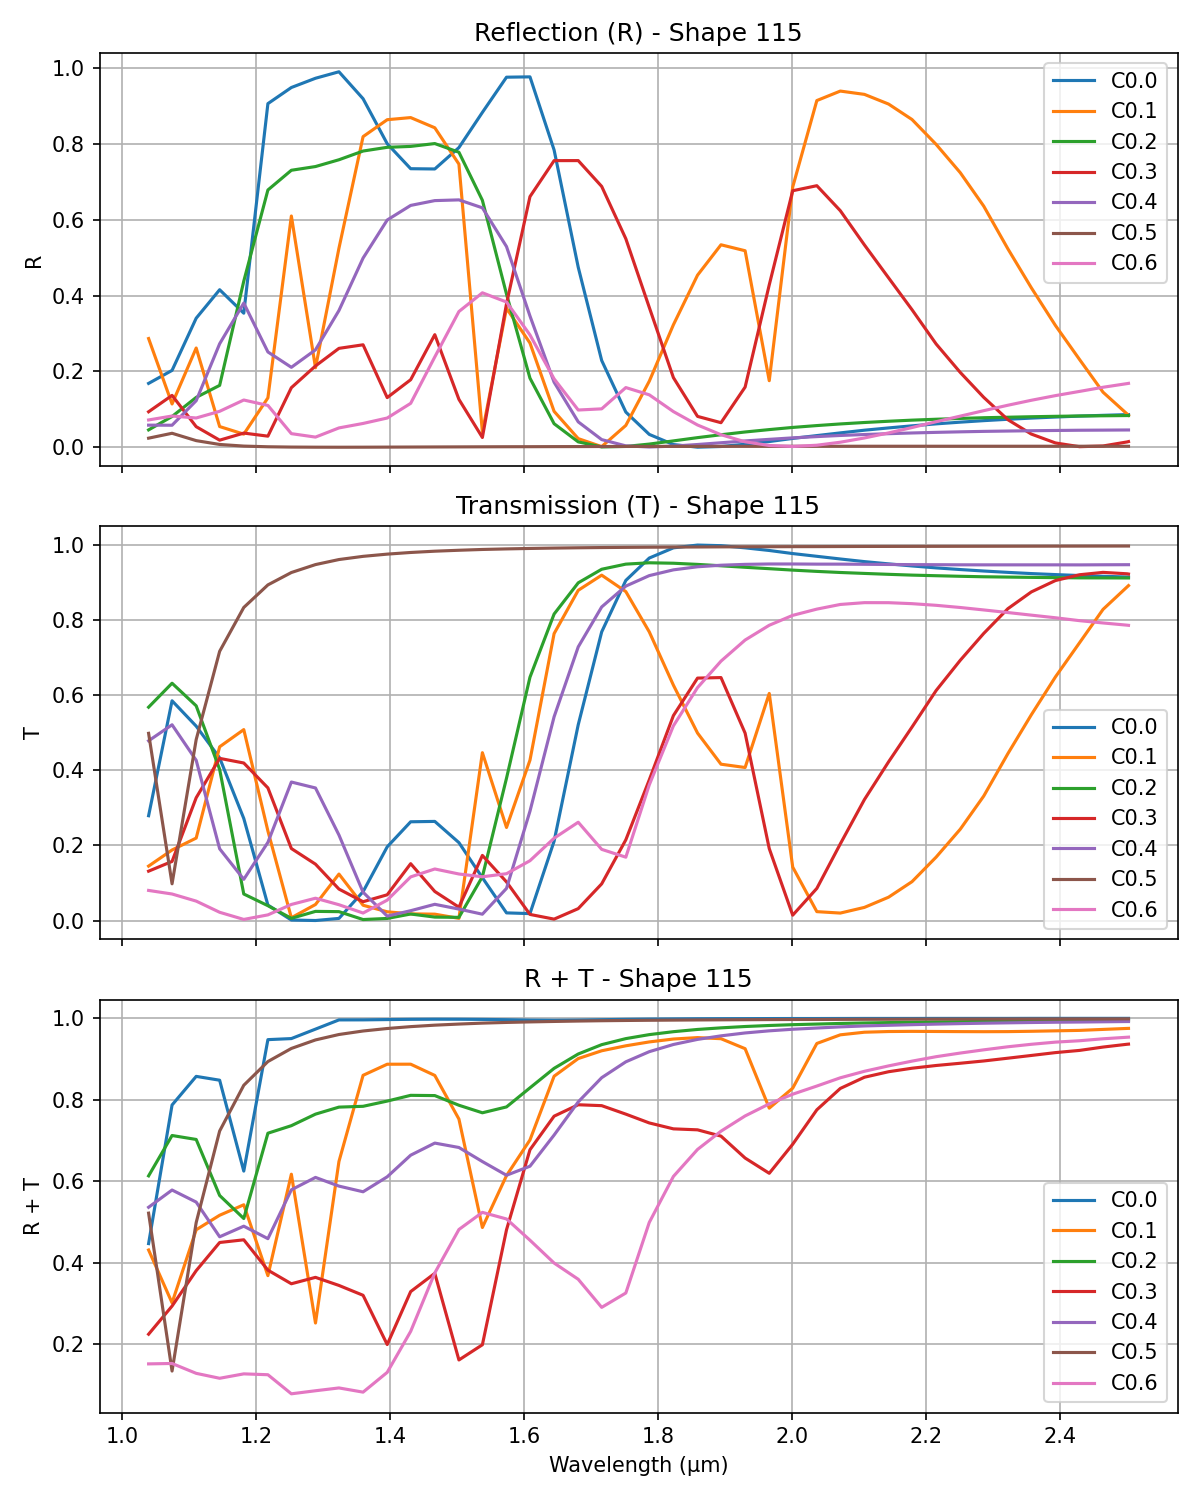 Reflection (R) - Shape 115
1.0
0.8
0.6
0.4
0.2
0.0
R
C0.0
C0.1
C0.2
C0.3
C0.4
C0.5
C0.6
Transmission (T) - Shape 115
1.0
0.8
0.6
0.4
0.2
0.0
T
C0.0
C0.1
C0.2
C0.3
C0.4
C0.5
C0.6
R + T - Shape 115
1.0
0.8
0.6
0.4
0.2
R + T
C0.0
C0.1
C0.2
C0.3
C0.4
C0.5
C0.6
1.0 1.2 1.4 1.6 1.8 2.0 2.2 2.4
Wavelength (μm)